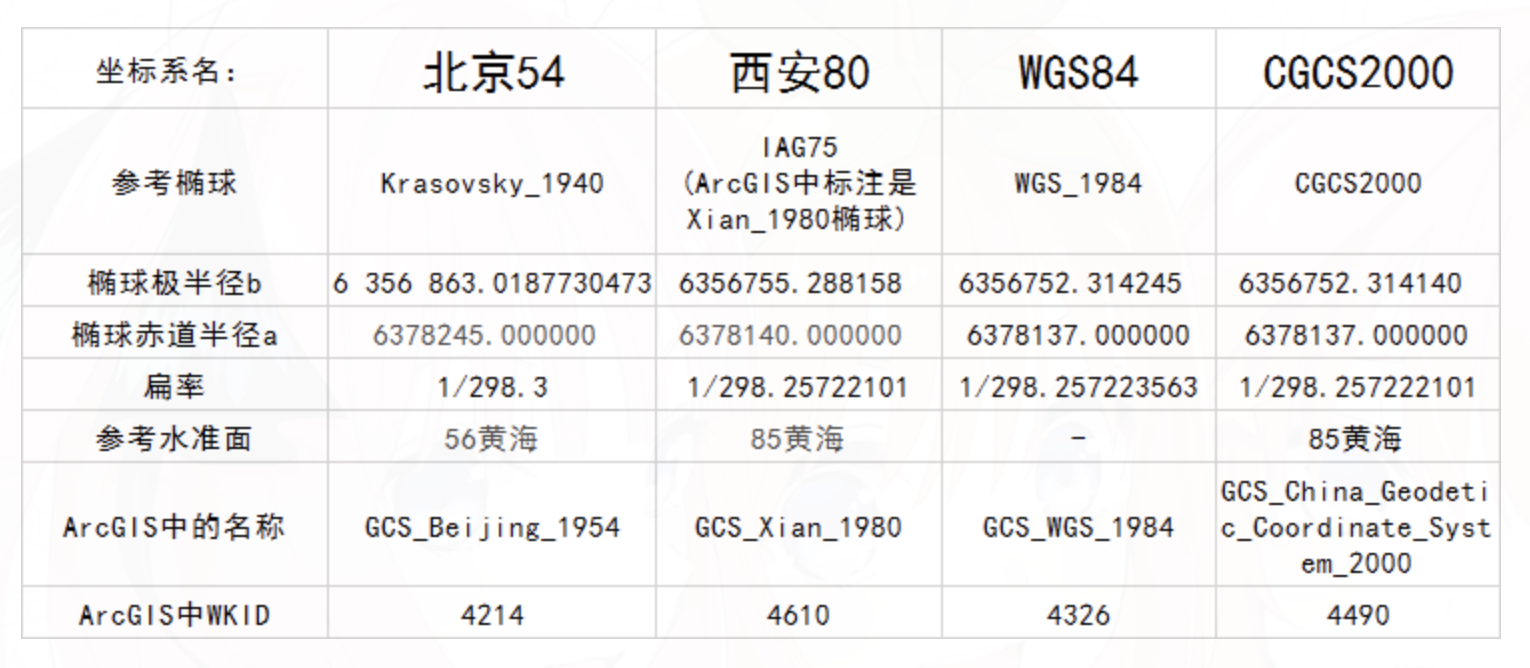 坐标系名： 北京54 西安80 WGS84 CGCS2000
参考椭球 Krasovsky_1940 IAG75
(ArcGIS中标注是
Xian_1980椭球) WGS_1984 CGCS2000
椭球极半径b 6 356 863.0187730473 6356755.288158 6356752.314245 6356752.314140
椭球赤道半径a 6378245.000000 6378140.000000 6378137.000000 6378137.000000
扁率 1/298.3 1/298.25722101 1/298.257223563 1/298.257222101
参考水准面 56黄海 85黄海 - 85黄海
ArcGIS中的名称 GCS_Beijing_1954 GCS_Xian_1980 GCS_WGS_1984 GCS_China_Geodeti
c_Coordinate_Syst
em_2000
ArcGIS中WKID 4214 4610 4326 4490